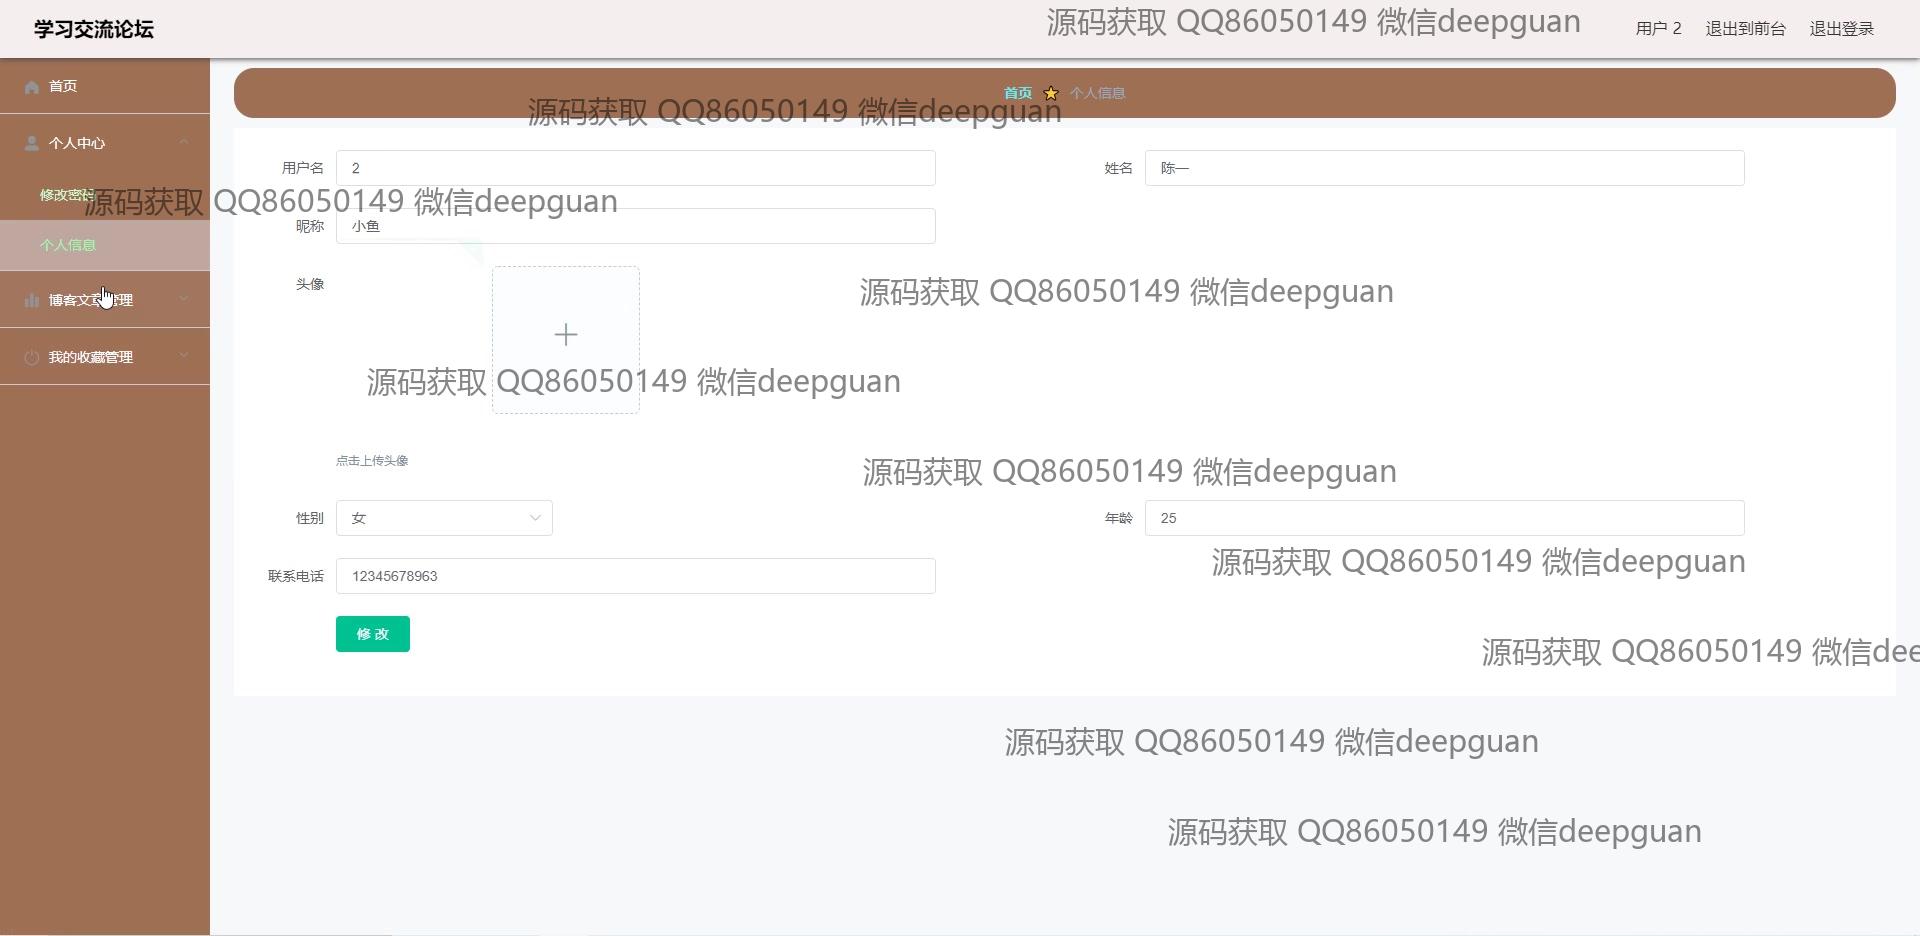 学习交流论坛
源码获取 QQ86050149 微信deepguan
用户 2 退出到前台 退出登录
首页
首页 个人信息
源码获取 QQ86050149 微信deepguan
个人中心
用户名 2 姓名 陈一
修改密码
源码获取 QQ86050149 微信deepguan
昵称 小鱼
个人信息
头像
源码获取 QQ86050149 微信deepguan
博客文章管理
我的收藏管理
源码获取 QQ86050149 微信deepguan
点击上传头像
源码获取 QQ86050149 微信deepguan
性别 女 年龄 25
源码获取 QQ86050149 微信deepguan
联系电话 12345678963
修 改
源码获取 QQ86050149 微信dee
源码获取 QQ86050149 微信deepguan
源码获取 QQ86050149 微信deepguan